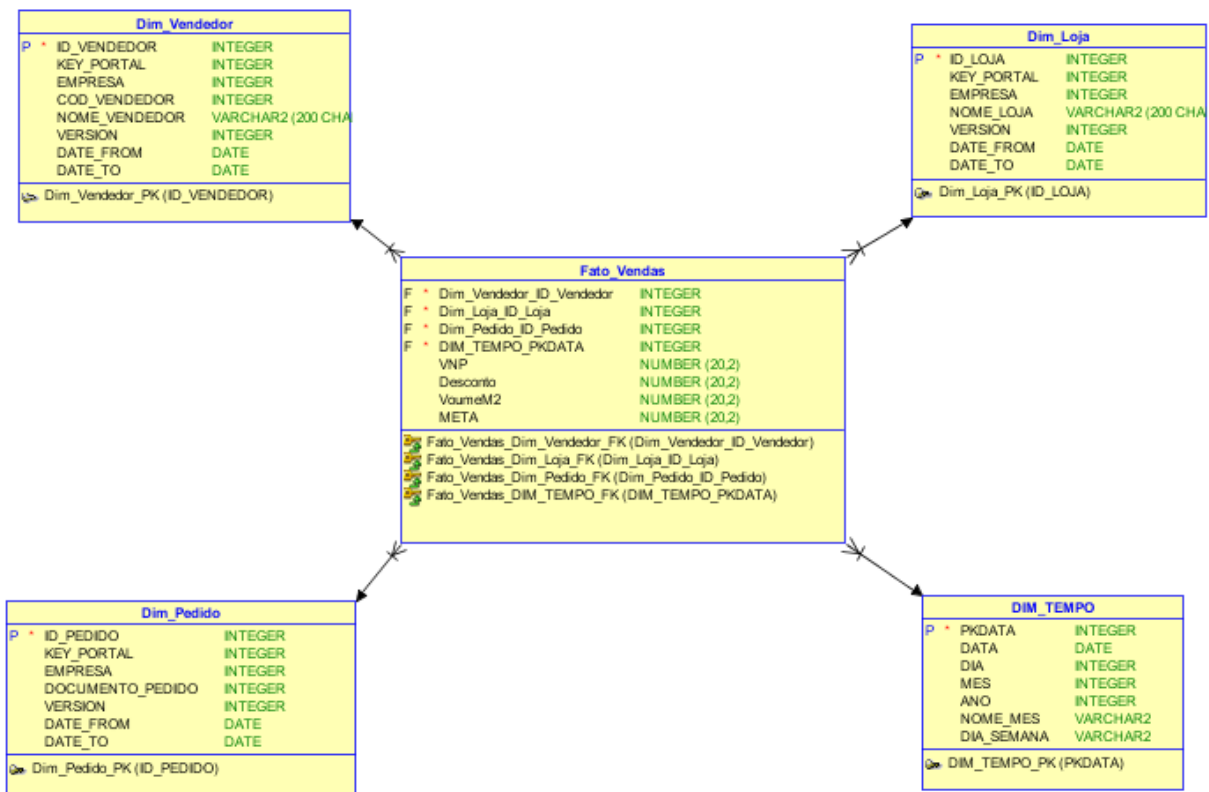 Dim_Vendedor
P * ID_VENDEDOR INTEGER
KEY_PORTAL INTEGER
EMPRESA INTEGER
COD_VENDEDOR INTEGER
NOME_VENDEDOR VARCHAR2 (200 CHA
VERSION INTEGER
DATE_FROM DATE
DATE_TO DATE
Dim_Vendedor_PK (ID_VENDEDOR)
Dim_Loja
P * ID_LOJA INTEGER
KEY_PORTAL INTEGER
EMPRESA INTEGER
NOME_LOJA VARCHAR2 (200 CHA
VERSION INTEGER
DATE_FROM DATE
DATE_TO DATE
Dim_Loja_PK (ID_LOJA)
Fato_Vendas
F * Dim_Vendedor_ID_Vendedor INTEGER
F * Dim_Loja_ID_Loja INTEGER
F * Dim_Pedido_ID_Pedido INTEGER
F * DIM_TEMPO_PKDATA INTEGER
VNP NUMBER (20,2)
Desconto NUMBER (20,2)
VoumeM2 NUMBER (20,2)
META NUMBER (20,2)
Fato_Vendas_Dim_Vendedor_FK (Dim_Vendedor_ID_Vendedor)
Fato_Vendas_Dim_Loja_FK (Dim_Loja_ID_Loja)
Fato_Vendas_Dim_Pedido_FK (Dim_Pedido_ID_Pedido)
Fato_Vendas_DIM_TEMPO_FK (DIM_TEMPO_PKDATA)
Dim_Pedido
P * ID_PEDIDO INTEGER
KEY_PORTAL INTEGER
EMPRESA INTEGER
DOCUMENTO_PEDIDO INTEGER
VERSION INTEGER
DATE_FROM DATE
DATE_TO DATE
Dim_Pedido_PK (ID_PEDIDO)
DIM_TEMPO
P * PKDATA INTEGER
DATA DATE
DIA INTEGER
MES INTEGER
ANO INTEGER
NOME_MES VARCHAR2
DIA_SEMANA VARCHAR2
DIM_TEMPO_PK (PKDATA)